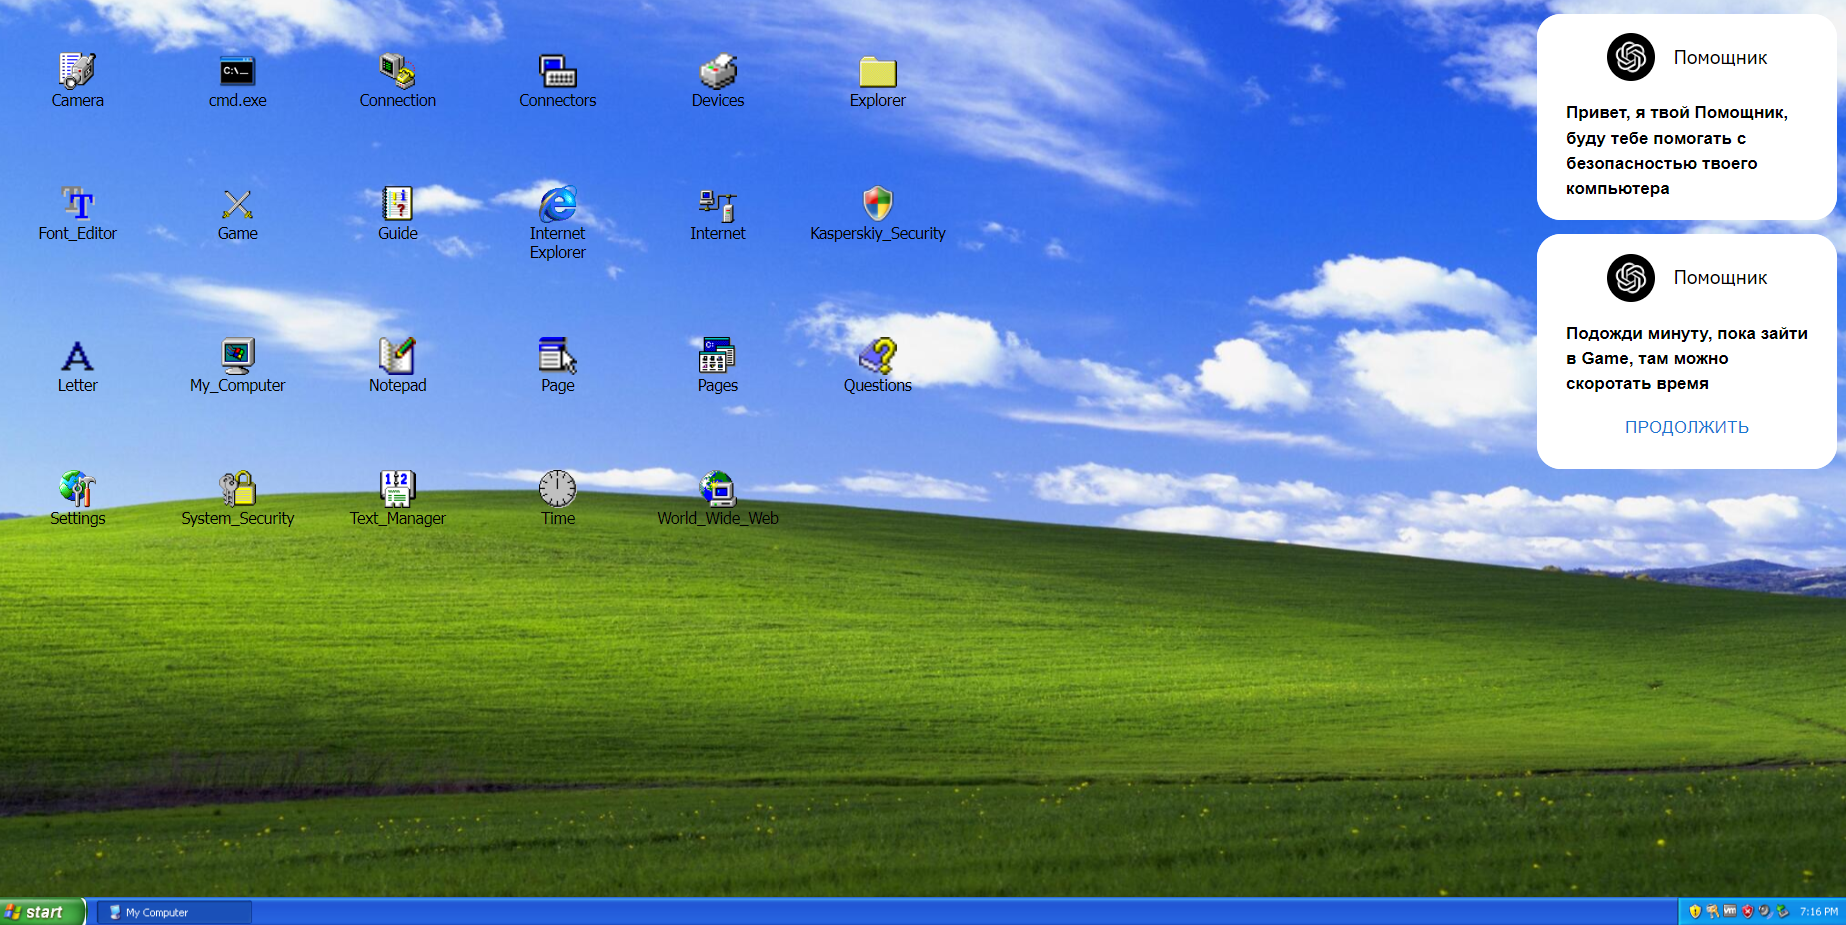 Camera
cmd.exe
Connection
Connectors
Devices
Explorer
Font_Editor
Game
Guide
Internet
Explorer
Internet
Kasperskiy_Security
Letter
My_Computer
Notepad
Page
Pages
Questions
Settings
System_Security
Text_Manager
Time
World_Wide_Web
Помощник
Привет, я твой Помощник,
буду тебе помогать с
безопасностью твоего
компьютера
Помощник
Подожди минуту, пока зайти
в Game, там можно
скоротать время
ПРОДОЛЖИТЬ
start
My Computer
7:16 PM